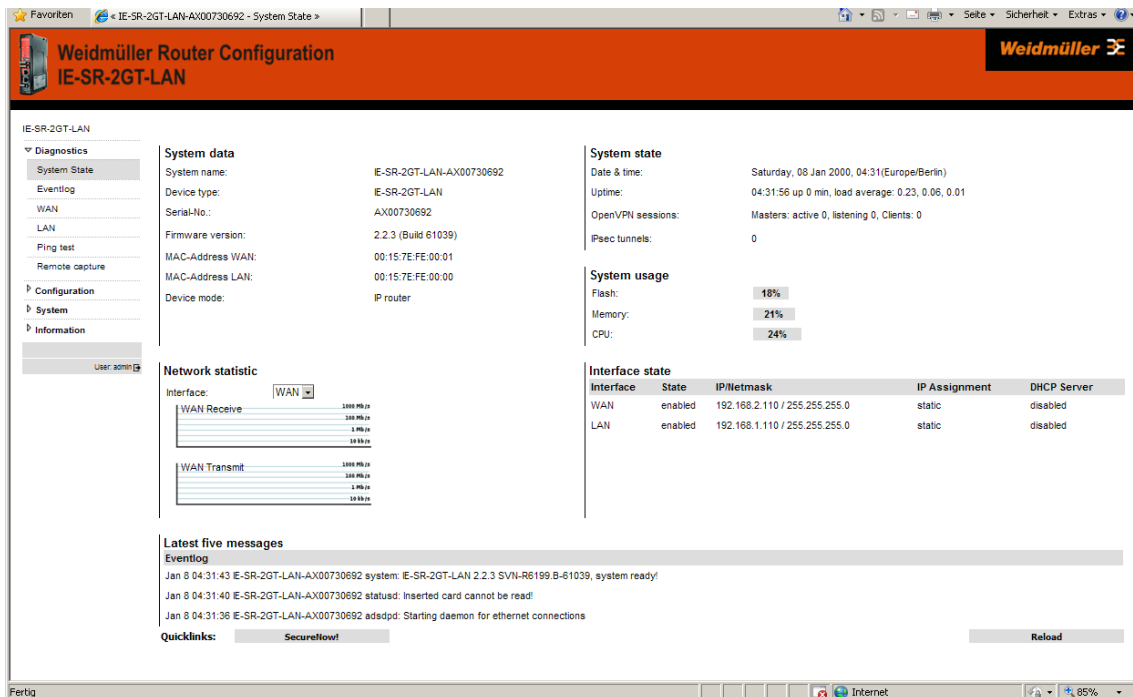 Favoriten « IE-SR-2GT-LAN-AX00730692 - System State » Seite Sicherheit Extras
Weidmüller Router Configuration
IE-SR-2GT-LAN
Weidmüller
IE-SR-2GT-LAN
Diagnostics
System State
Eventlog
WAN
LAN
Ping test
Remote capture
Configuration
System
Information
User: admin
System data
System name: IE-SR-2GT-LAN-AX00730692
Device type: IE-SR-2GT-LAN
Serial-No.: AX00730692
Firmware version: 2.2.3 (Build 61039)
MAC-Address WAN: 00:15:7E:FE:00:01
MAC-Address LAN: 00:15:7E:FE:00:00
Device mode: IP router
System state
Date & time: Saturday, 08 Jan 2000, 04:31(Europe/Berlin)
Uptime: 04:31:56 up 0 min, load average: 0.23, 0.06, 0.01
OpenVPN sessions: Masters: active 0, listening 0, Clients: 0
IPsec tunnels: 0
System usage
Flash: 18%
Memory: 21%
CPU: 24%
Network statistic
Interface: WAN
WAN Receive
1000 Mb/s
100 Mb/s
1 Mb/s
10 kb/s
WAN Transmit
1000 Mb/s
100 Mb/s
1 Mb/s
10 kb/s
Interface state
Interface State IP/Netmask IP Assignment DHCP Server
WAN enabled 192.168.2.110 / 255.255.255.0 static disabled
LAN enabled 192.168.1.110 / 255.255.255.0 static disabled
Latest five messages
Eventlog
Jan 8 04:31:43 IE-SR-2GT-LAN-AX00730692 system: IE-SR-2GT-LAN 2.2.3 SVN-R6199.B-61039, system ready!
Jan 8 04:31:40 IE-SR-2GT-LAN-AX00730692 statusd: Inserted card cannot be read!
Jan 8 04:31:36 IE-SR-2GT-LAN-AX00730692 adsdpd: Starting daemon for ethernet connections
Quicklinks: SecureNow! Reload
Fertig Internet 85%